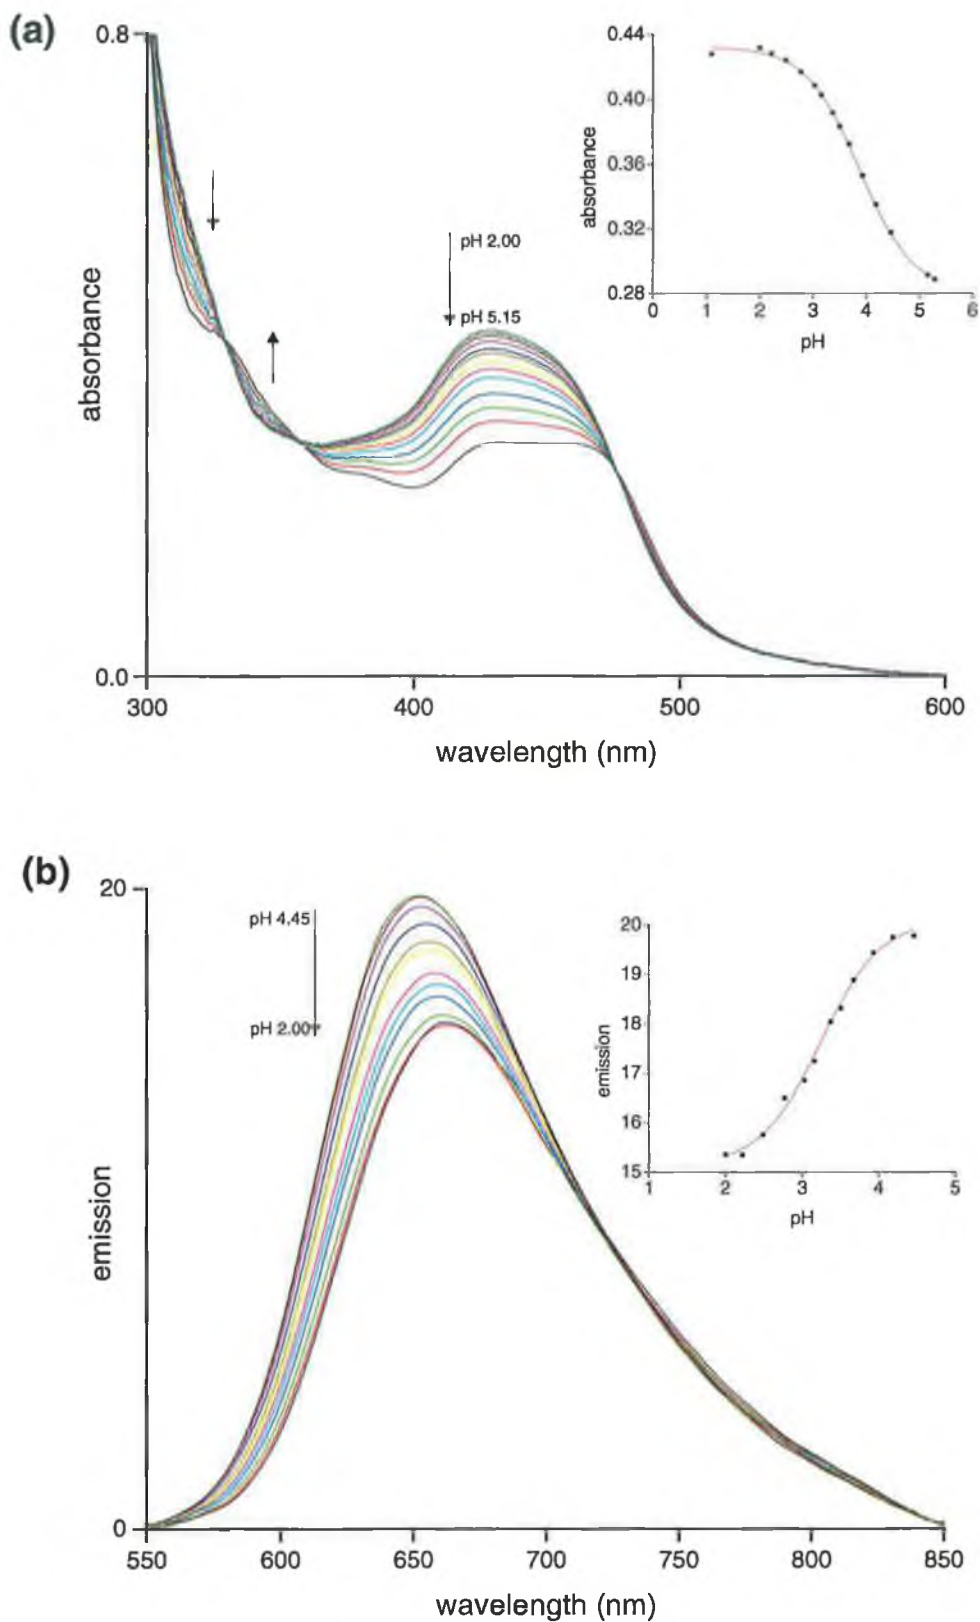 (a)
0.8
absorbance
0.0
300
400
500
600
wavelength (nm)
pH 2.00
pH 5.15
0.44
0.40
0.36
0.32
0.28
absorbance
0
1
2
3
4
5
6
pH
(b)
20
emission
0
550
600
650
700
750
800
850
wavelength (nm)
pH 4.45
pH 2.00
20
19
18
17
16
15
emission
1
2
3
4
5
pH